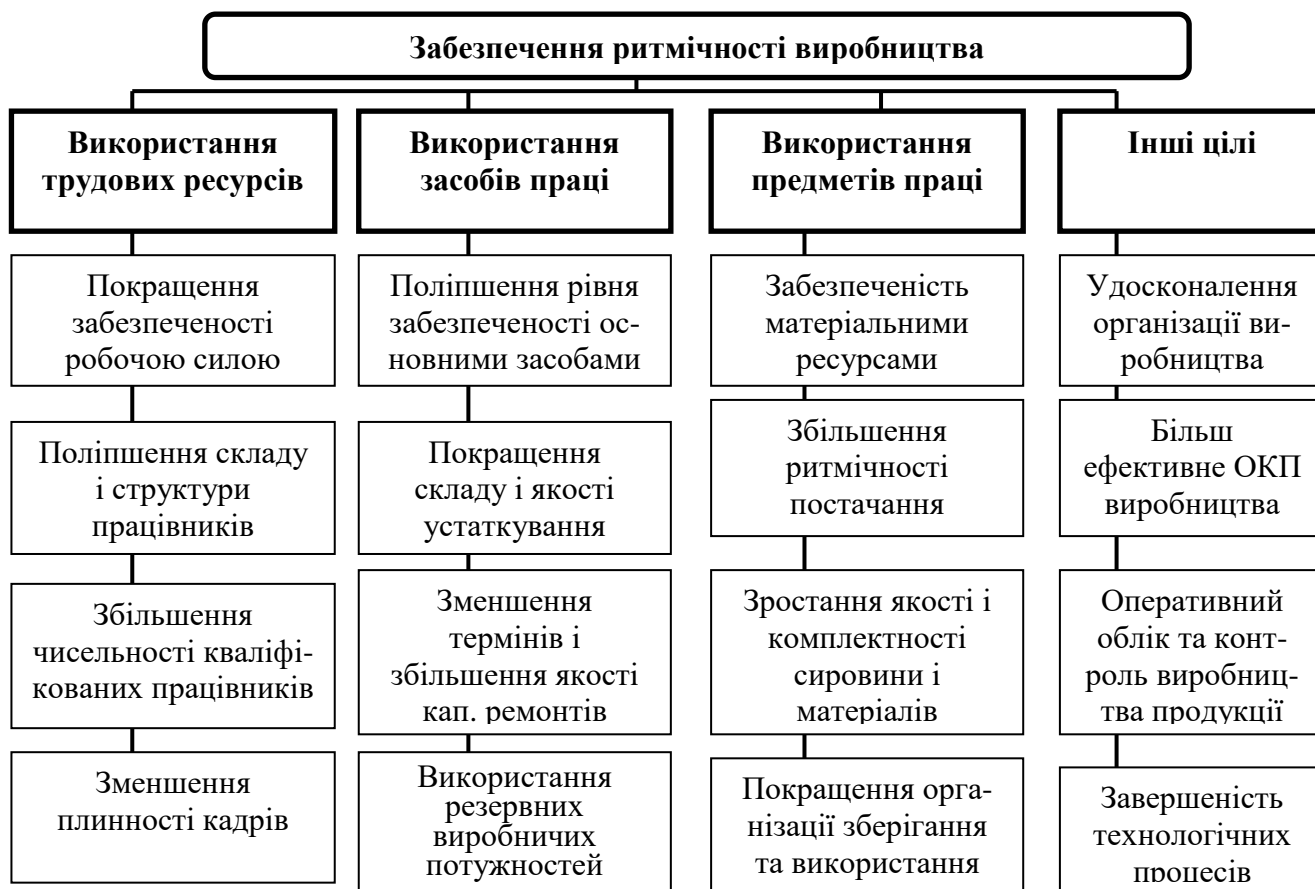 Забезпечення ритмічності виробництва
Використання
трудових ресурсів
Використання
засобів праці
Використання
предметів праці
Інші цілі
Покращення
забезпеченості
робочою силою
Поліпшення рівня
забезпеченості ос-
новними засобами
Забезпеченість
матеріальними
ресурсами
Удосконалення
організації ви-
робництва
Поліпшення складу
і структури
працівників
Покращення
складу і якості
устаткування
Збільшення
ритмічності
постачання
Більш
ефективне ОКП
виробництва
Збільшення
чисельності кваліфі-
кованих працівників
Зменшення
термінів і
збільшення якості
кап. ремонтів
Зростання якості і
комплектності
сировини і
матеріалів
Оперативний
облік та конт-
роль виробниц-
тва продукції
Зменшення
плинності кадрів
Використання
резервних
виробничих
потужностей
Покращення орга-
нізації зберігання
та використання
Завершеність
технологічних
процесів